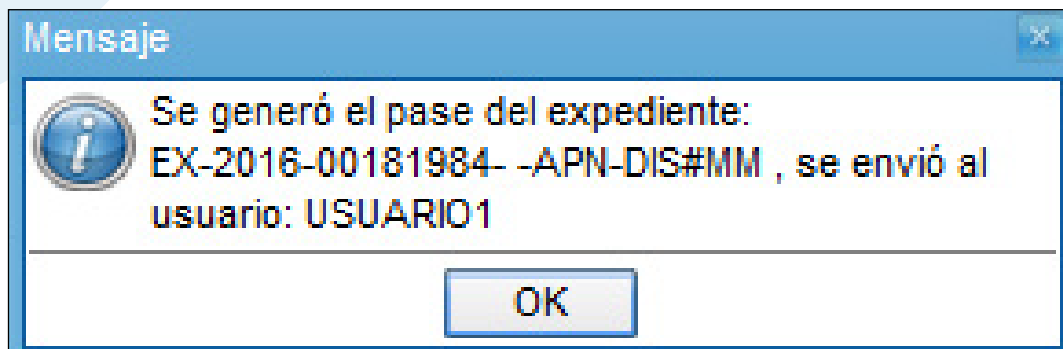 Mensaje
Se generó el pase del expediente:
EX-2016-00181984- -APN-DIS#MM , se envió al
usuario: USUARIO1
OK